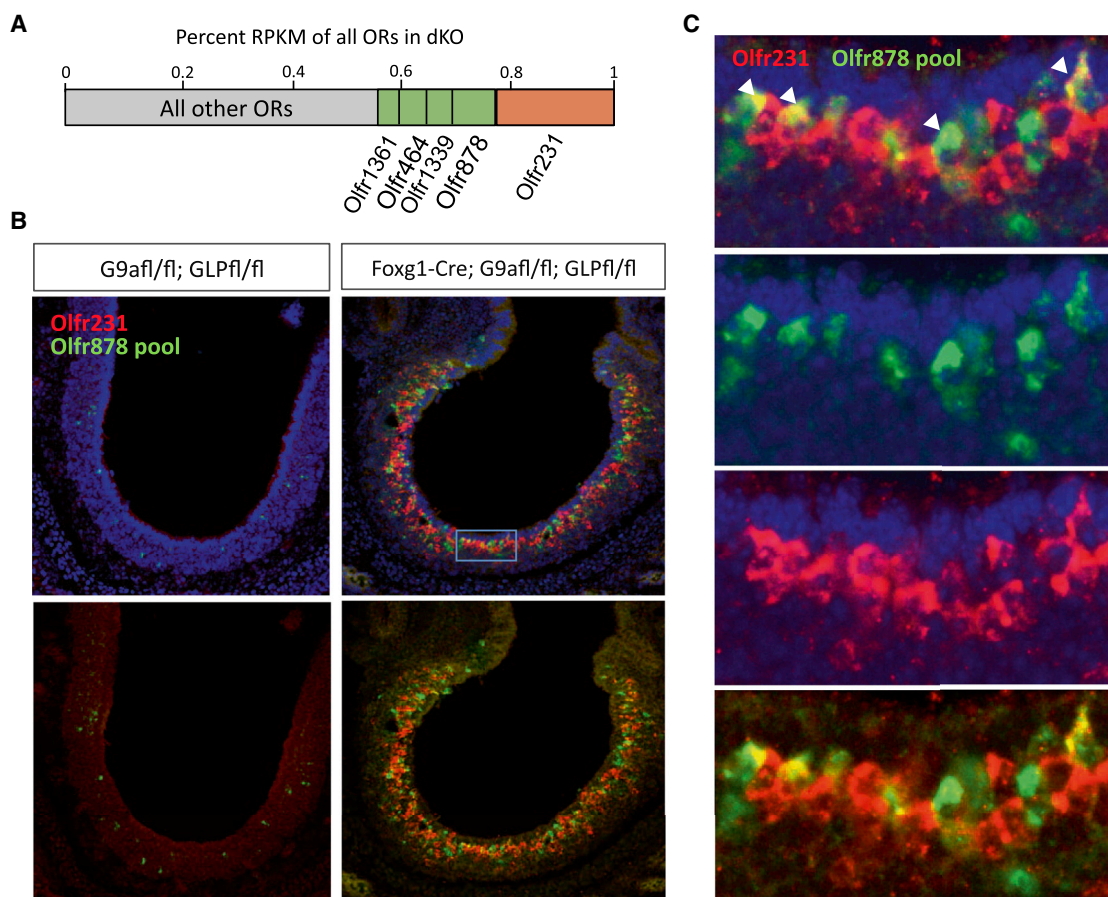 A
Percent RPKM of all ORs in dKO
0 0.2 0.4 0.6 0.8 1
All other ORs
Olfr1361
Olfr464
Olfr1339
Olfr878
Olfr231
B
G9afl/fl; GLPfl/fl
Foxg1-Cre; G9afl/fl; GLPfl/fl
Olfr231
Olfr878 pool
C
Olfr231 Olfr878 pool